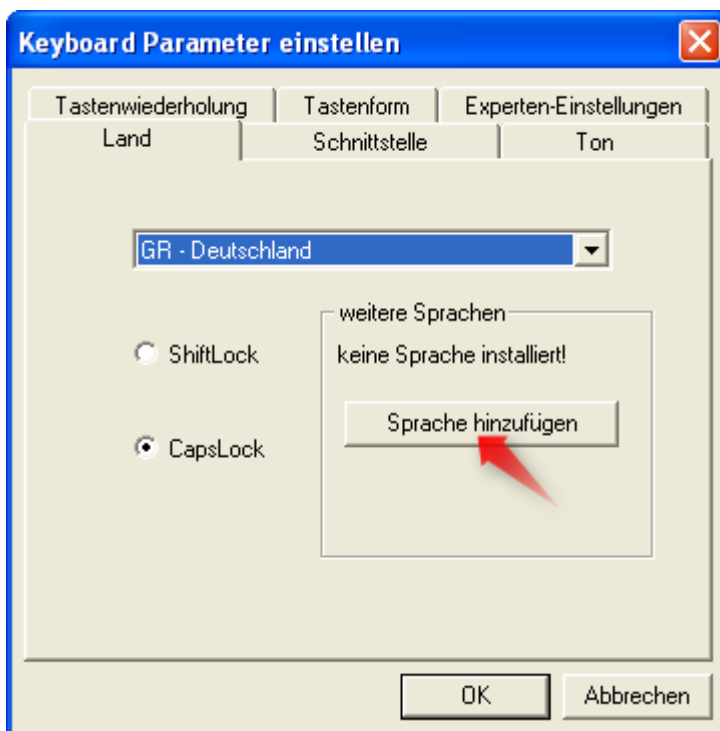 Keyboard Parameter einstellen
Tastenwiederholung Tastenform Experten-Einstellungen
Land Schnittstelle Ton
GR - Deutschland
weitere Sprachen
ShiftLock keine Sprache installiert!
Sprache hinzufügen
CapsLock
OK Abbrechen